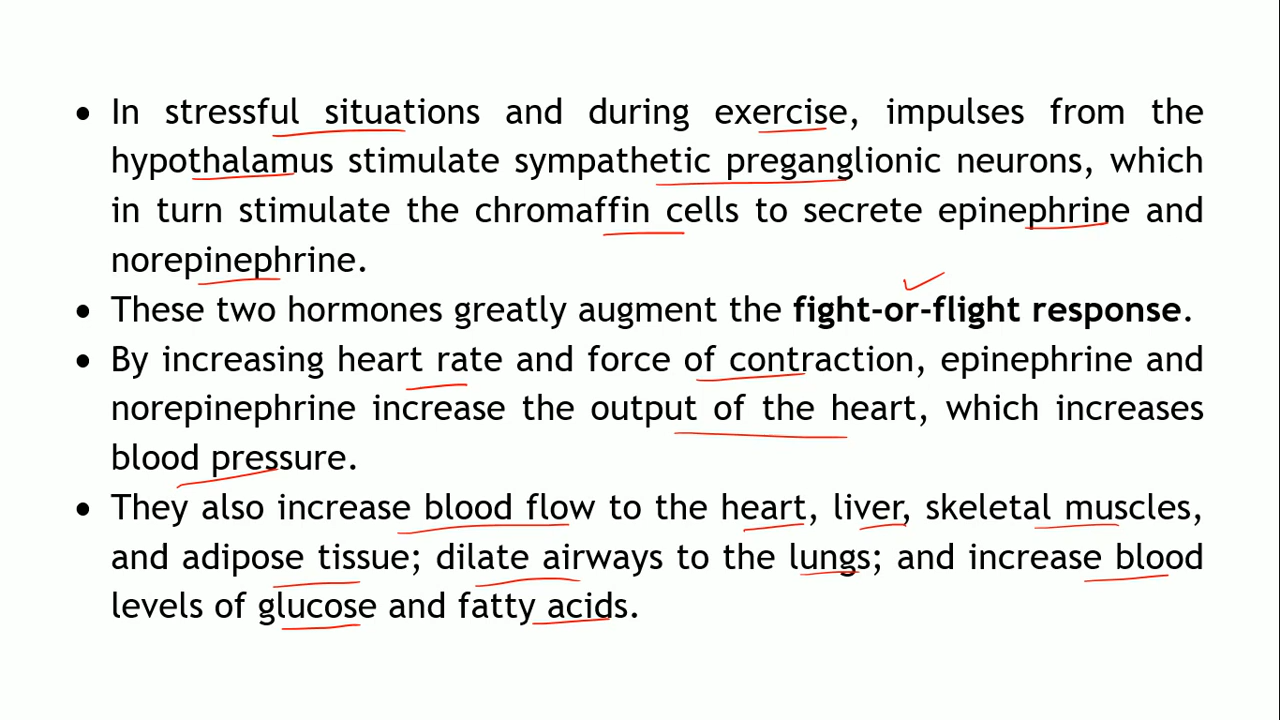 • In stressful situations and during exercise, impulses from the
hypothalamus stimulate sympathetic preganglionic neurons, which
in turn stimulate the chromaffin cells to secrete epinephrine and
norepinephrine.
• These two hormones greatly augment the fight-or-flight response.
• By increasing heart rate and force of contraction, epinephrine and
norepinephrine increase the output of the heart, which increases
blood pressure.
• They also increase blood flow to the heart, liver, skeletal muscles,
and adipose tissue; dilate airways to the lungs; and increase blood
levels of glucose and fatty acids.